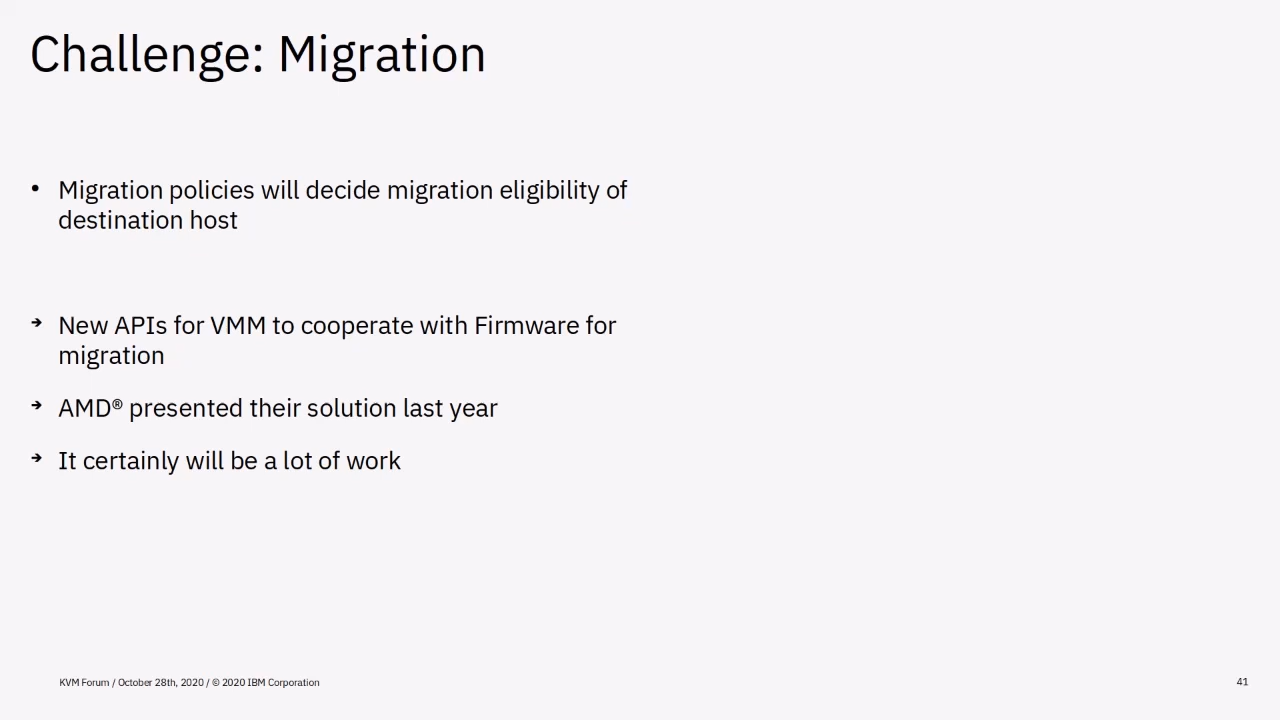 Challenge: Migration
• Migration policies will decide migration eligibility of
destination host
➔ New APIs for VMM to cooperate with Firmware for
migration
➔ AMD® presented their solution last year
➔ It certainly will be a lot of work
KVM Forum / October 28th, 2020 / © 2020 IBM Corporation
41